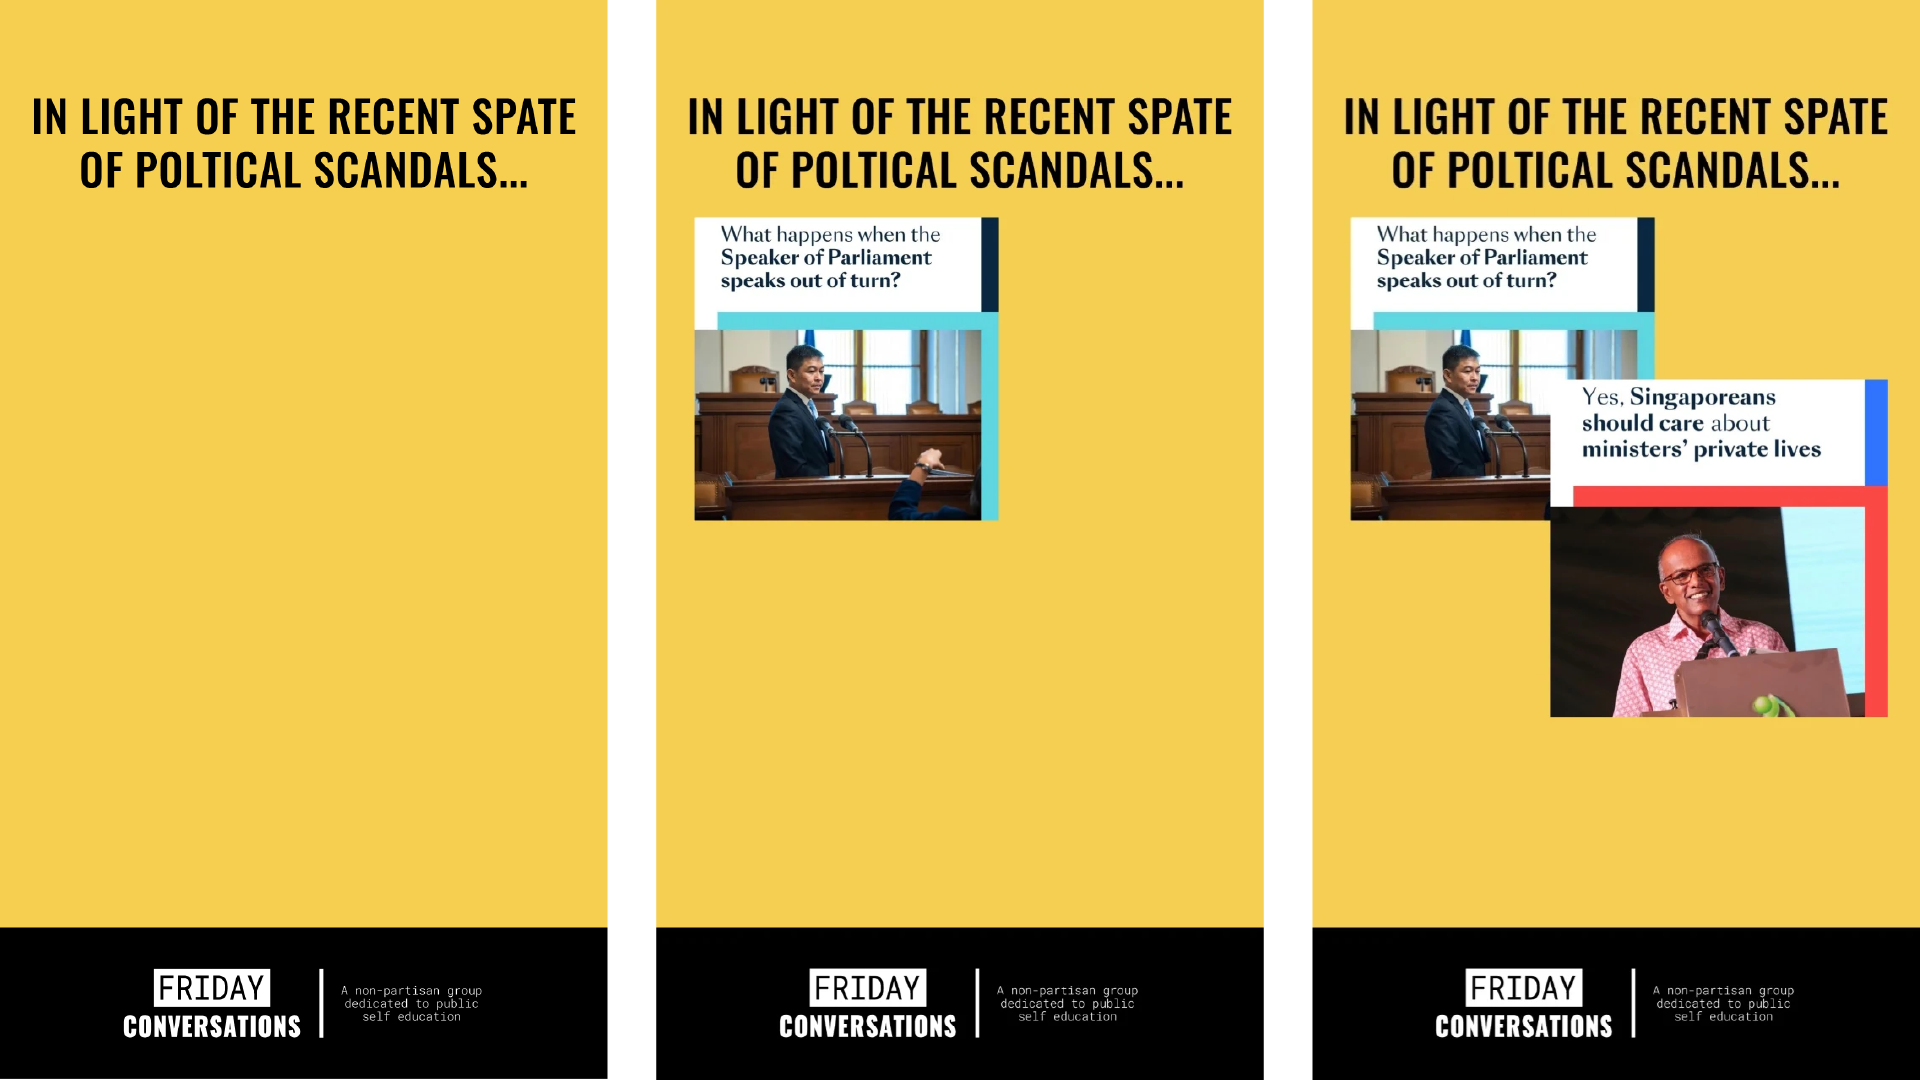 IN LIGHT OF THE RECENT SPATE
OF POLTICAL SCANDALS...
FRIDAY
CONVERSATIONS
A non-partisan group
dedicated to public
self education
IN LIGHT OF THE RECENT SPATE
OF POLTICAL SCANDALS...
What happens when the
Speaker of Parliament
speaks out of turn?
FRIDAY
CONVERSATIONS
A non-partisan group
dedicated to public
self education
IN LIGHT OF THE RECENT SPATE
OF POLTICAL SCANDALS...
What happens when the
Speaker of Parliament
speaks out of turn?
Yes, Singaporeans
should care about
ministers’ private lives
FRIDAY
CONVERSATIONS
A non-partisan group
dedicated to public
self education